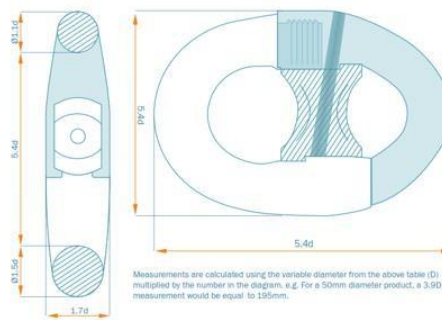 Ø1.1d
5.4d
Ø1.5d
1.7d
5.4d
5.4d
Measurements are calculated using the variable diameter from the above table (D)
multiplied by the number in the diagram, e.g. For a 50mm diameter product, a 3.9D
measurement would be equal to 195mm.